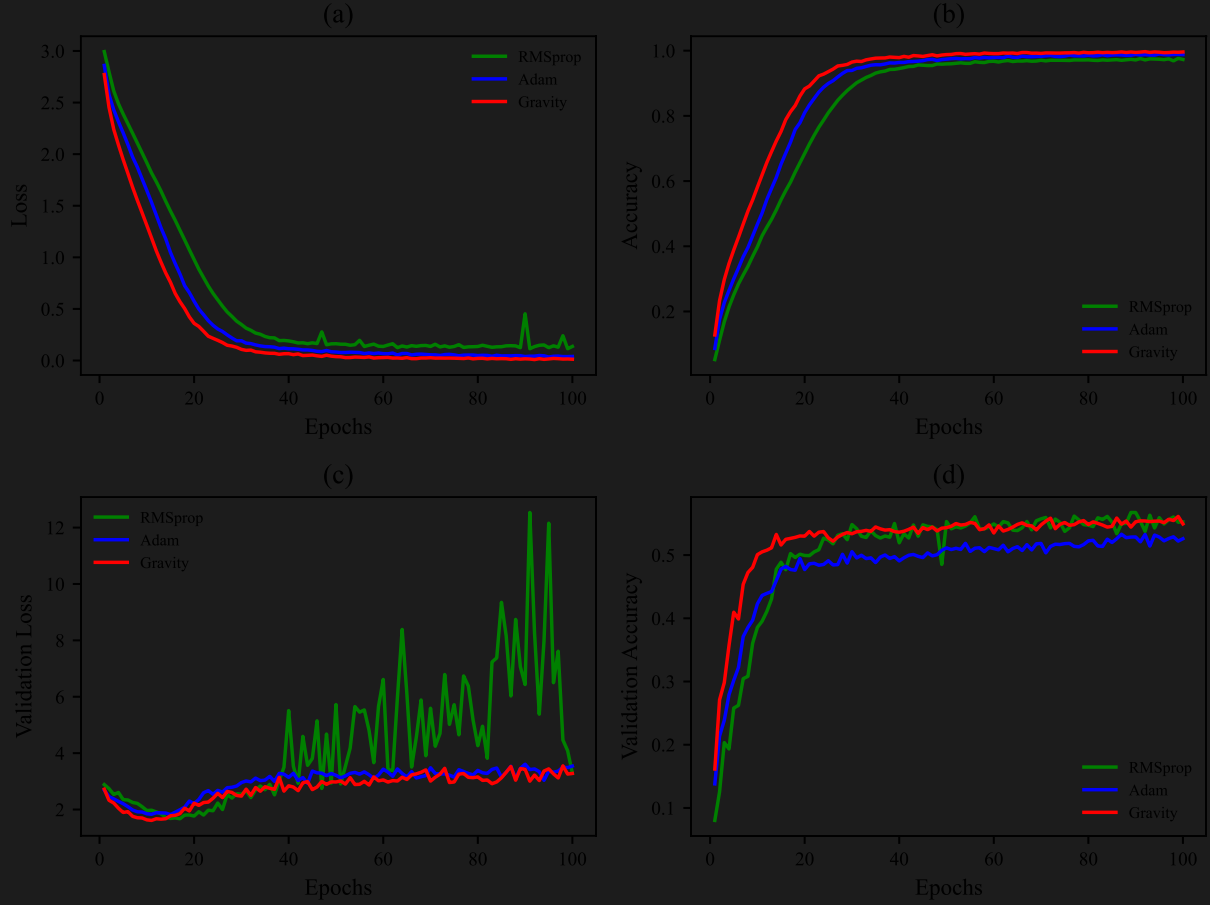 (a)
3.0
2.5
2.0
1.5
1.0
0.5
0.0
Loss
RMSprop
Adam
Gravity
0 20 40 60 80 100
Epochs
(b)
1.0
0.8
0.6
0.4
0.2
Accuracy
RMSprop
Adam
Gravity
0 20 40 60 80 100
Epochs
(c)
12
10
8
6
4
2
Validation Loss
RMSprop
Adam
Gravity
0 20 40 60 80 100
Epochs
(d)
0.5
0.4
0.3
0.2
0.1
Validation Accuracy
RMSprop
Adam
Gravity
0 20 40 60 80 100
Epochs